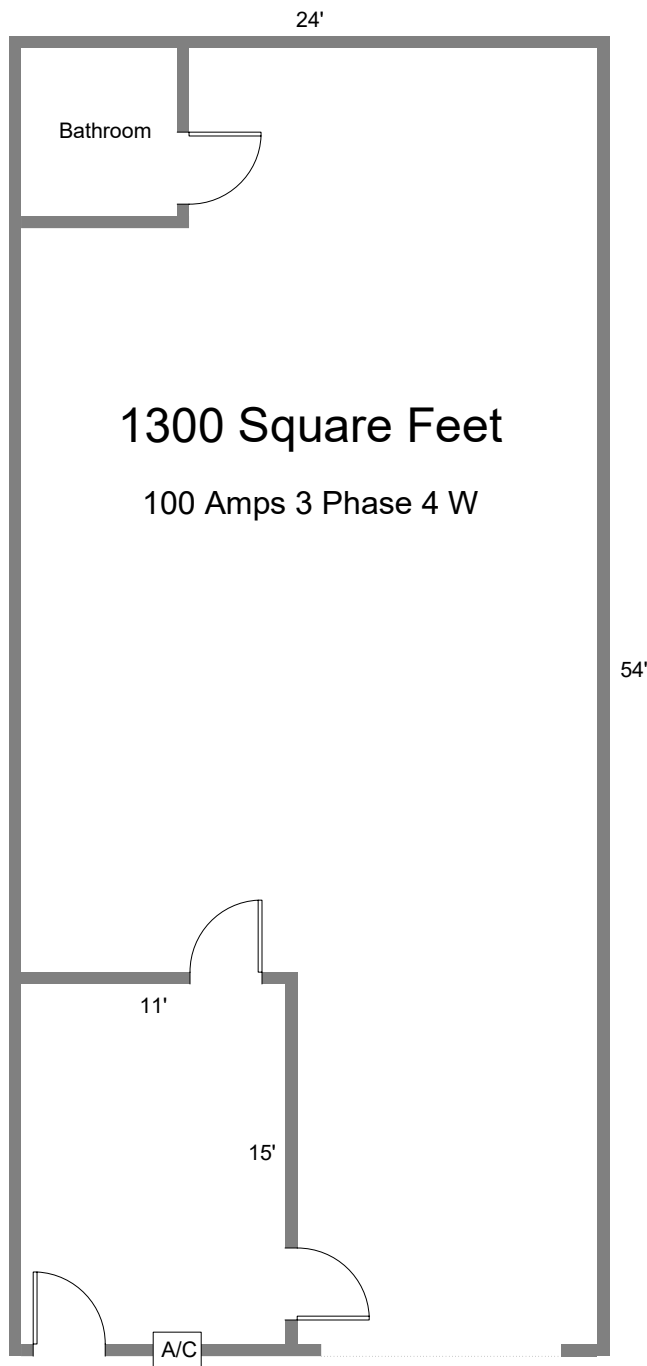 24'
Bathroom
1300 Square Feet
100 Amps 3 Phase 4 W
54'
11'
15'
A/C